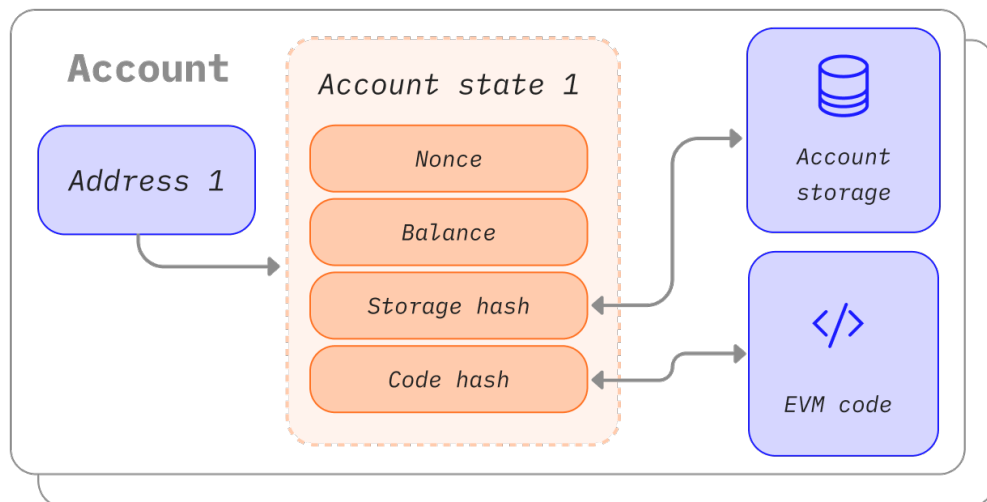 Account
Address 1
Account state 1
Nonce
Balance
Storage hash
Code hash
Account
storage
EVM code